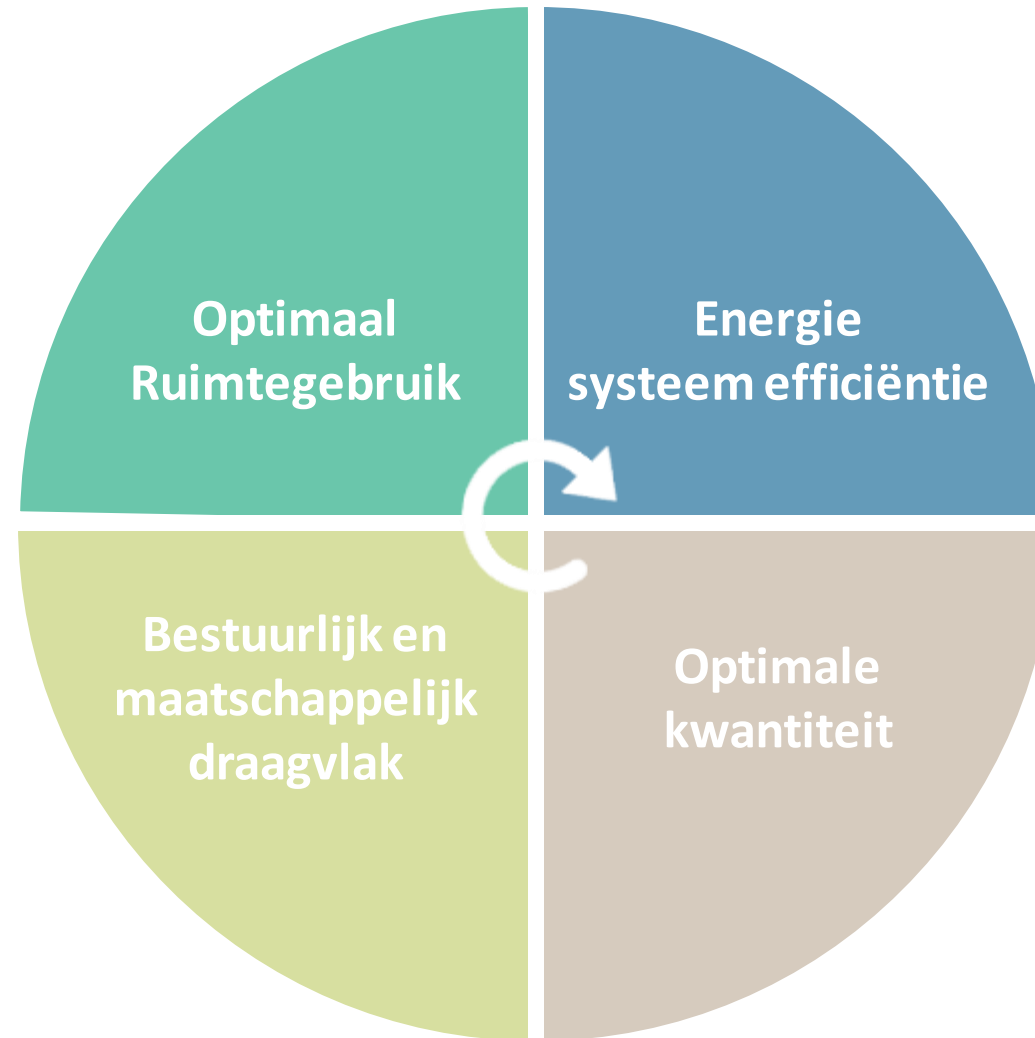 Optimaal
Ruimtegebruik
Energie
systeem efficiëntie
Bestuurlijk en
maatschappelijk
draagvlak
Optimale
kwantiteit